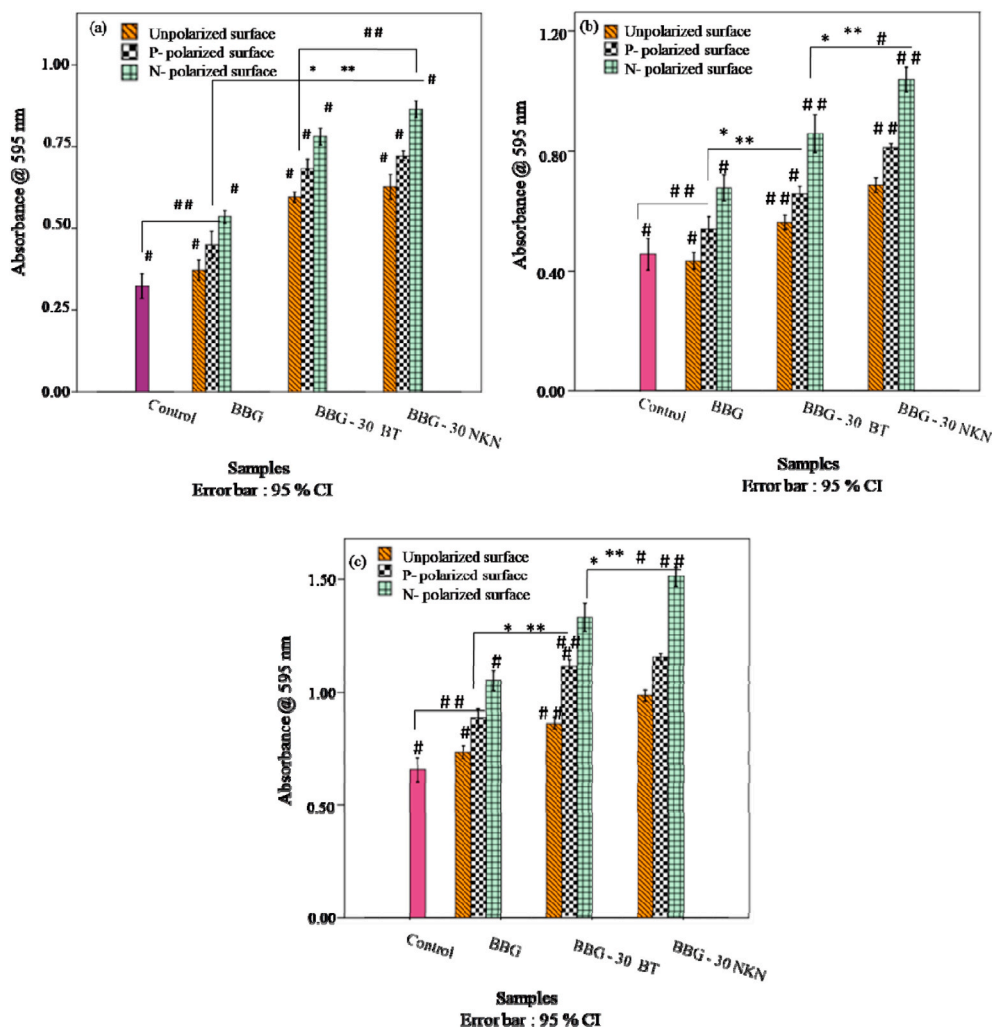 (a)
Unpolarized surface
P- polarized surface
N- polarized surface
##
* **
#
1.00
0.75
0.50
0.25
0.00
Absorbance @ 595 nm
#
##
#
#
#
#
#
#
#
Control
BBG
BBG - 30 BT
BBG - 30 NKN
Samples
Error bar : 95 % CI
(b)
Unpolarized surface
P- polarized surface
N- polarized surface
* ** #
##
1.20
0.80
0.40
0.00
Absorbance @ 595 nm
##
* **
##
#
#
##
##
#
#
Control
BBG
BBG - 30 BT
BBG - 30 NKN
Samples
Error bar : 95 % CI
(c)
Unpolarized surface
P- polarized surface
N- polarized surface
* ** # ##
1.50
1.00
0.50
0.00
Absorbance @ 595 nm
* **
##
#
#
##
##
#
#
Control
BBG
BBG - 30 BT
BBG - 30 NKN
Samples
Error bar : 95 % CI